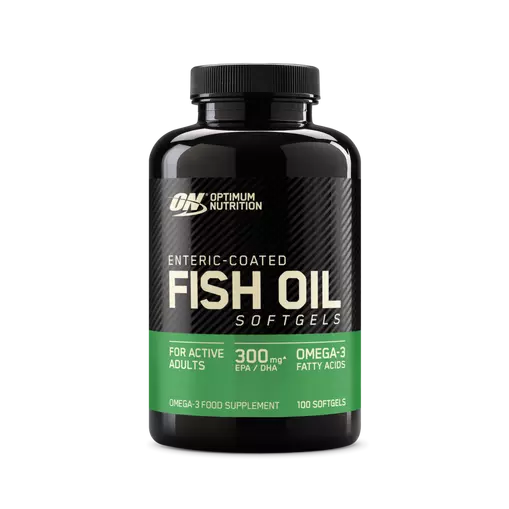 ON
OPTIMUM
NUTRITION
ENTERIC-COATED
FISH OIL
SOFTGELS
FOR ACTIVE
ADULTS
300mg*
EPA / DHA
OMEGA-3
FATTY ACIDS
OMEGA-3 FOOD SUPPLEMENT
100 SOFTGELS